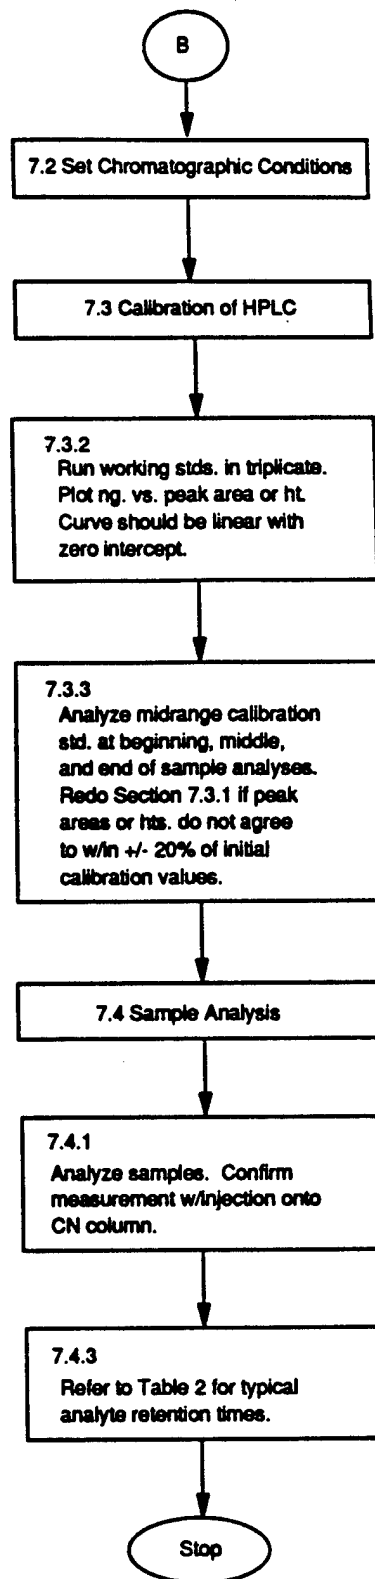 B
7.2 Set Chromatographic Conditions
7.3 Calibration of HPLC
7.3.2
Run working stds. in triplicate.
Plot ng. vs. peak area or ht.
Curve should be linear with
zero intercept.
7.3.3
Analyze midrange calibration
std. at beginning, middle,
and end of sample analyses.
Redo Section 7.3.1 if peak
areas or hts. do not agree
to w/in +/- 20% of initial
calibration values.
7.4 Sample Analysis
7.4.1
Analyze samples. Confirm
measurement w/injection onto
CN column.
7.4.3
Refer to Table 2 for typical
analyte retention times.
Stop